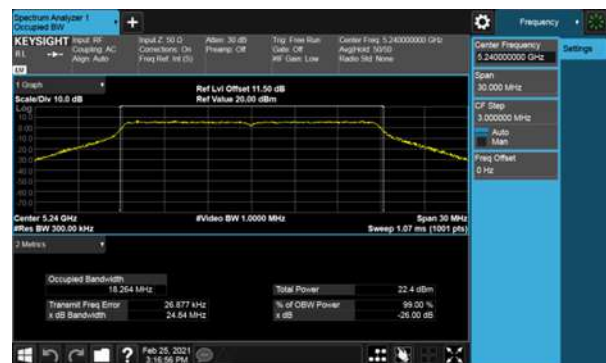 Spectrum Analyzer 1
Occupied BW
Frequency
KEYSIGHT
Input: RF
Coupling: AC
Align: Auto
Input Z: 50 Ω
Corrections: On
Freq Ref: Int (S)
Atten: 30 dB
Preamp: Off
Trig: Free Run
Gate: Off
#IF Gain: Low
Center Freq: 5.240000000 GHz
Avg|Hold: 50/50
Radio Std: None
Center Frequency
5.240000000 GHz
Settings
Span
30.000 MHz
CF Step
3.000000 MHz
Auto
Man
Freq Offset
0 Hz
1 Graph
Scale/Div 10.0 dB
Ref Lvl Offset 11.50 dB
Ref Value 20.00 dBm
Log
10.0
0.00
-10.0
-20.0
-30.0
-40.0
-50.0
-60.0
-70.0
Center 5.24 GHz
#Res BW 300.00 kHz
#Video BW 1.0000 MHz
Span 30 MHz
Sweep 1.07 ms (1001 pts)
2 Metrics
Occupied Bandwidth
18.264 MHz
Transmit Freq Error 26.877 kHz
x dB Bandwidth 24.84 MHz
Total Power 22.4 dBm
% of OBW Power 99.00 %
x dB -26.00 dB
Feb 25, 2021
3:16:56 PM